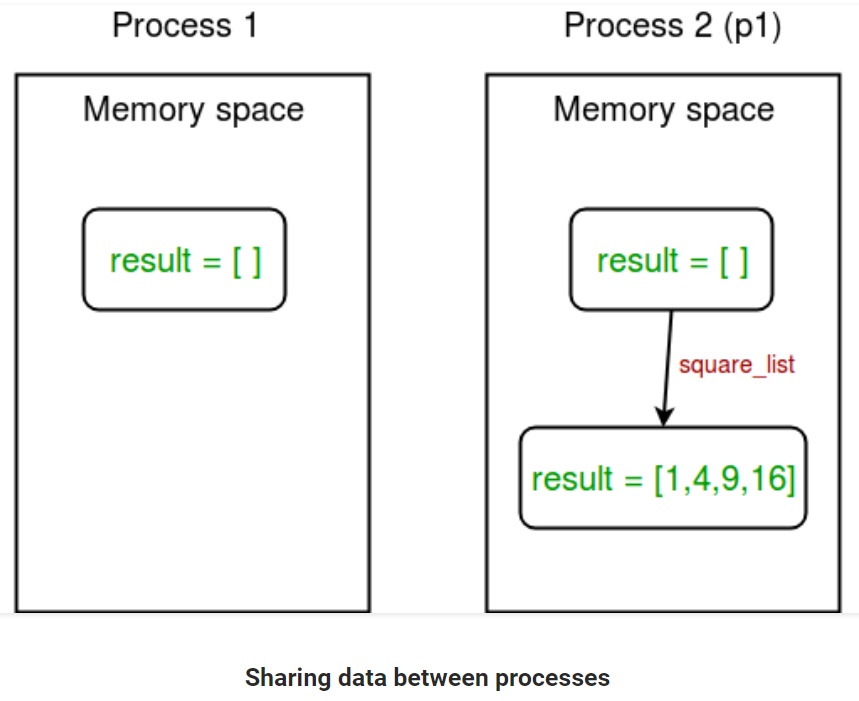 Process 1
Process 2 (p1)
Memory space
Memory space
result = [ ]
result = [ ]
square_list
result = [1,4,9,16]
Sharing data between processes